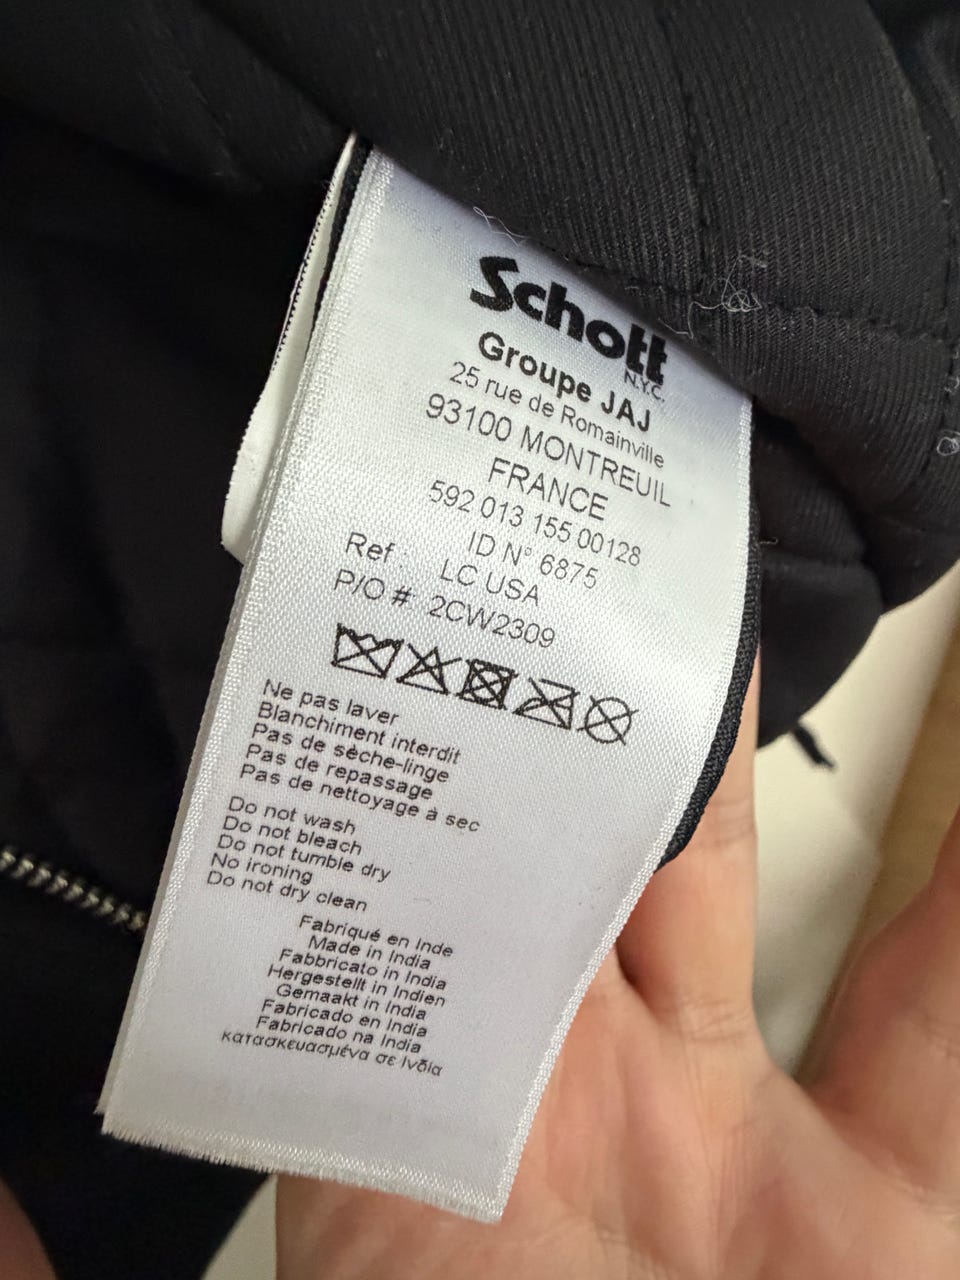 Schott
N.Y.C.
Groupe JAJ
25 rue de Romainville
93100 MONTREUIL
FRANCE
592 013 155 00128
ID N° 6875
Ref : LC USA
P/O # 2CW2309
Ne pas laver
Blanchiment interdit
Pas de sèche-linge
Pas de repassage
Pas de nettoyage à sec
Do not wash
Do not bleach
Do not tumble dry
No ironing
Do not dry clean
Fabriqué en Inde
Made in India
Fabbricato in India
Hergestellt in Indien
Gemaakt in India
Fabricado en India
Fabricado na India
κατασκευασμένα σε Ινδία